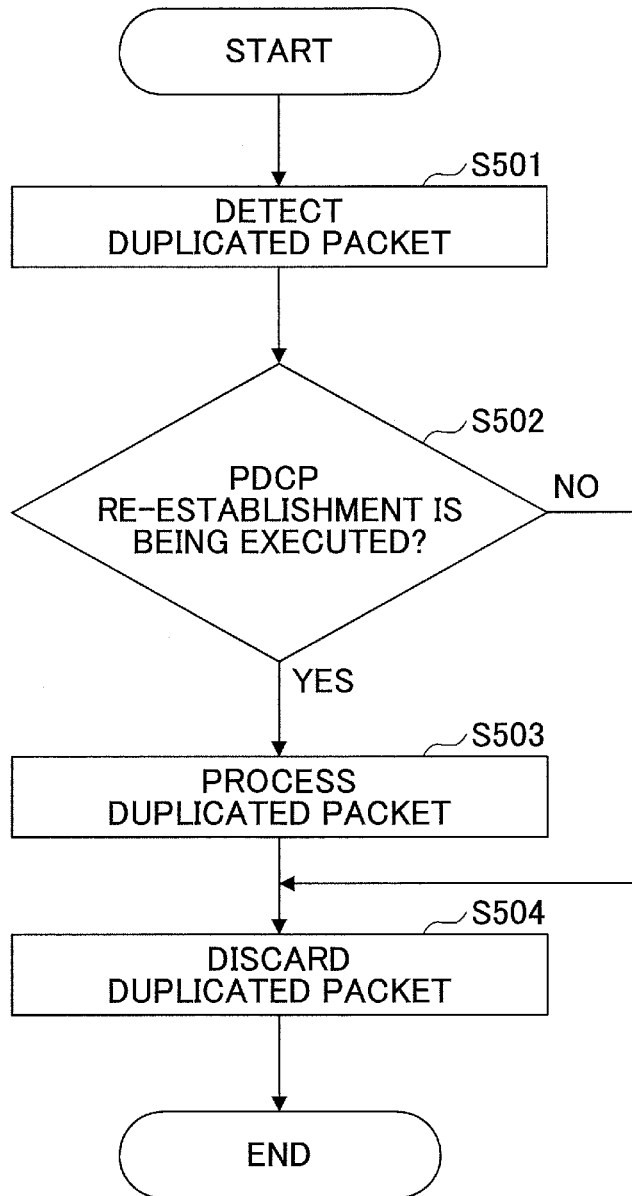 START
S501
DETECT
DUPLICATED PACKET
S502
PDCP
RE-ESTABLISHMENT IS
BEING EXECUTED?
NO
YES
S503
PROCESS
DUPLICATED PACKET
S504
DISCARD
DUPLICATED PACKET
END